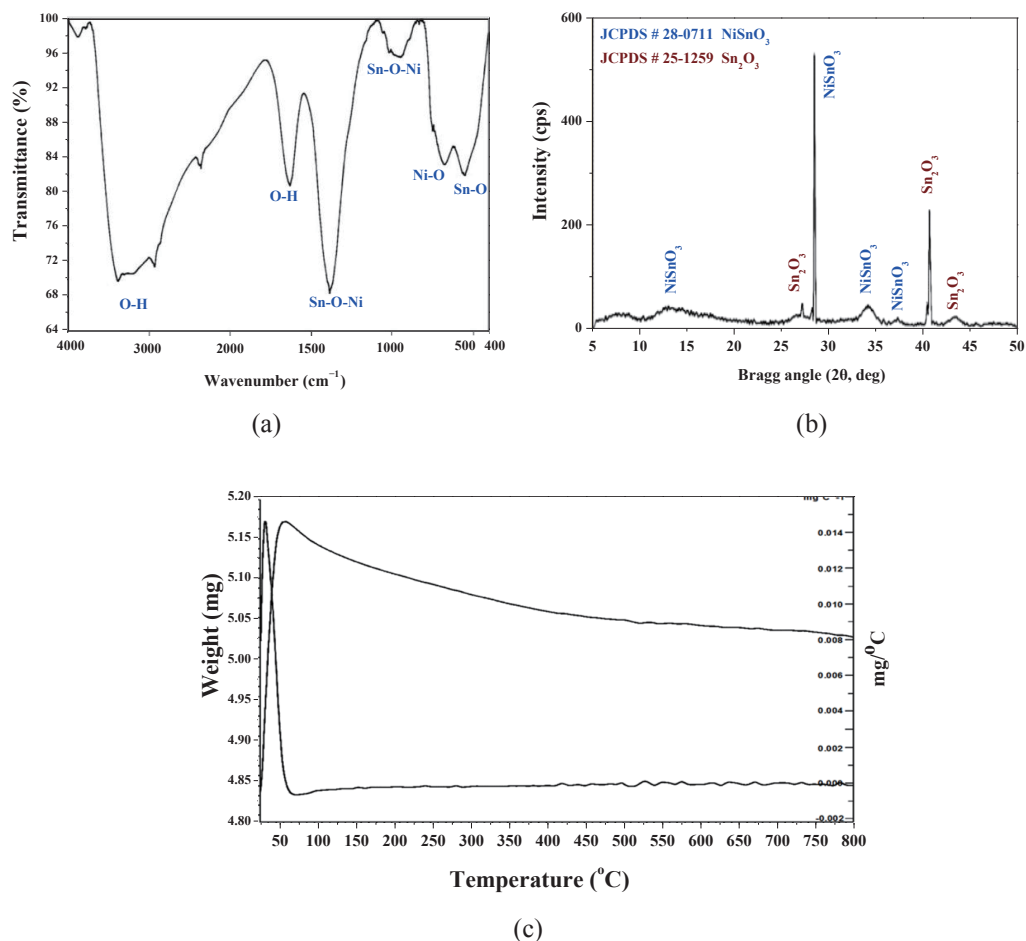 100
96
92
88
84
80
76
72
68
64
Transmittance (%)
O-H
O-H
Sn-O-Ni
Sn-O-Ni
Ni-O
Sn-O
4000 3000 2000 1000 500 400
Wavenumber (cm⁻¹)
(a)
600
400
200
0
Intensity (cps)
JCPDS # 28-0711 NiSnO₃
JCPDS # 25-1259 Sn₂O₃
NiSnO₃
Sn₂O₃
NiSnO₃
NiSnO₃
NiSnO₃
Sn₂O₃
Sn₂O₃
5 10 15 20 25 30 35 40 45 50
Bragg angle (2θ, deg)
(b)
5.20
5.15
5.10
5.05
5.00
4.95
4.90
4.85
4.80
Weight (mg)
0.014
0.012
0.010
0.008
0.006
0.004
0.002
0.000
-0.002
mg/⁰C
50 100 150 200 250 300 350 400 450 500 550 600 650 700 750 800
Temperature (⁰C)
(c)